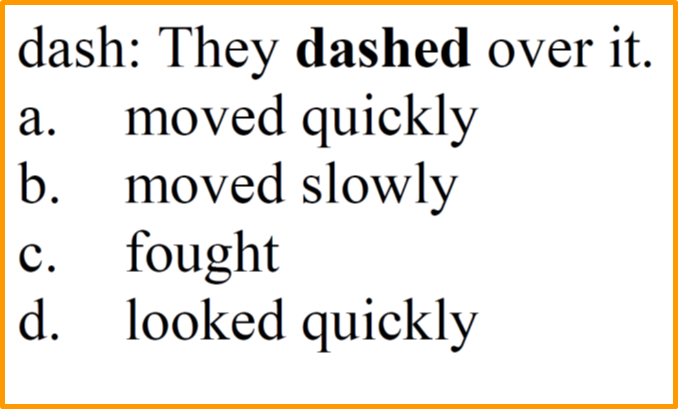 dash: They dashed over it.
a. moved quickly
b. moved slowly
c. fought
d. looked quickly